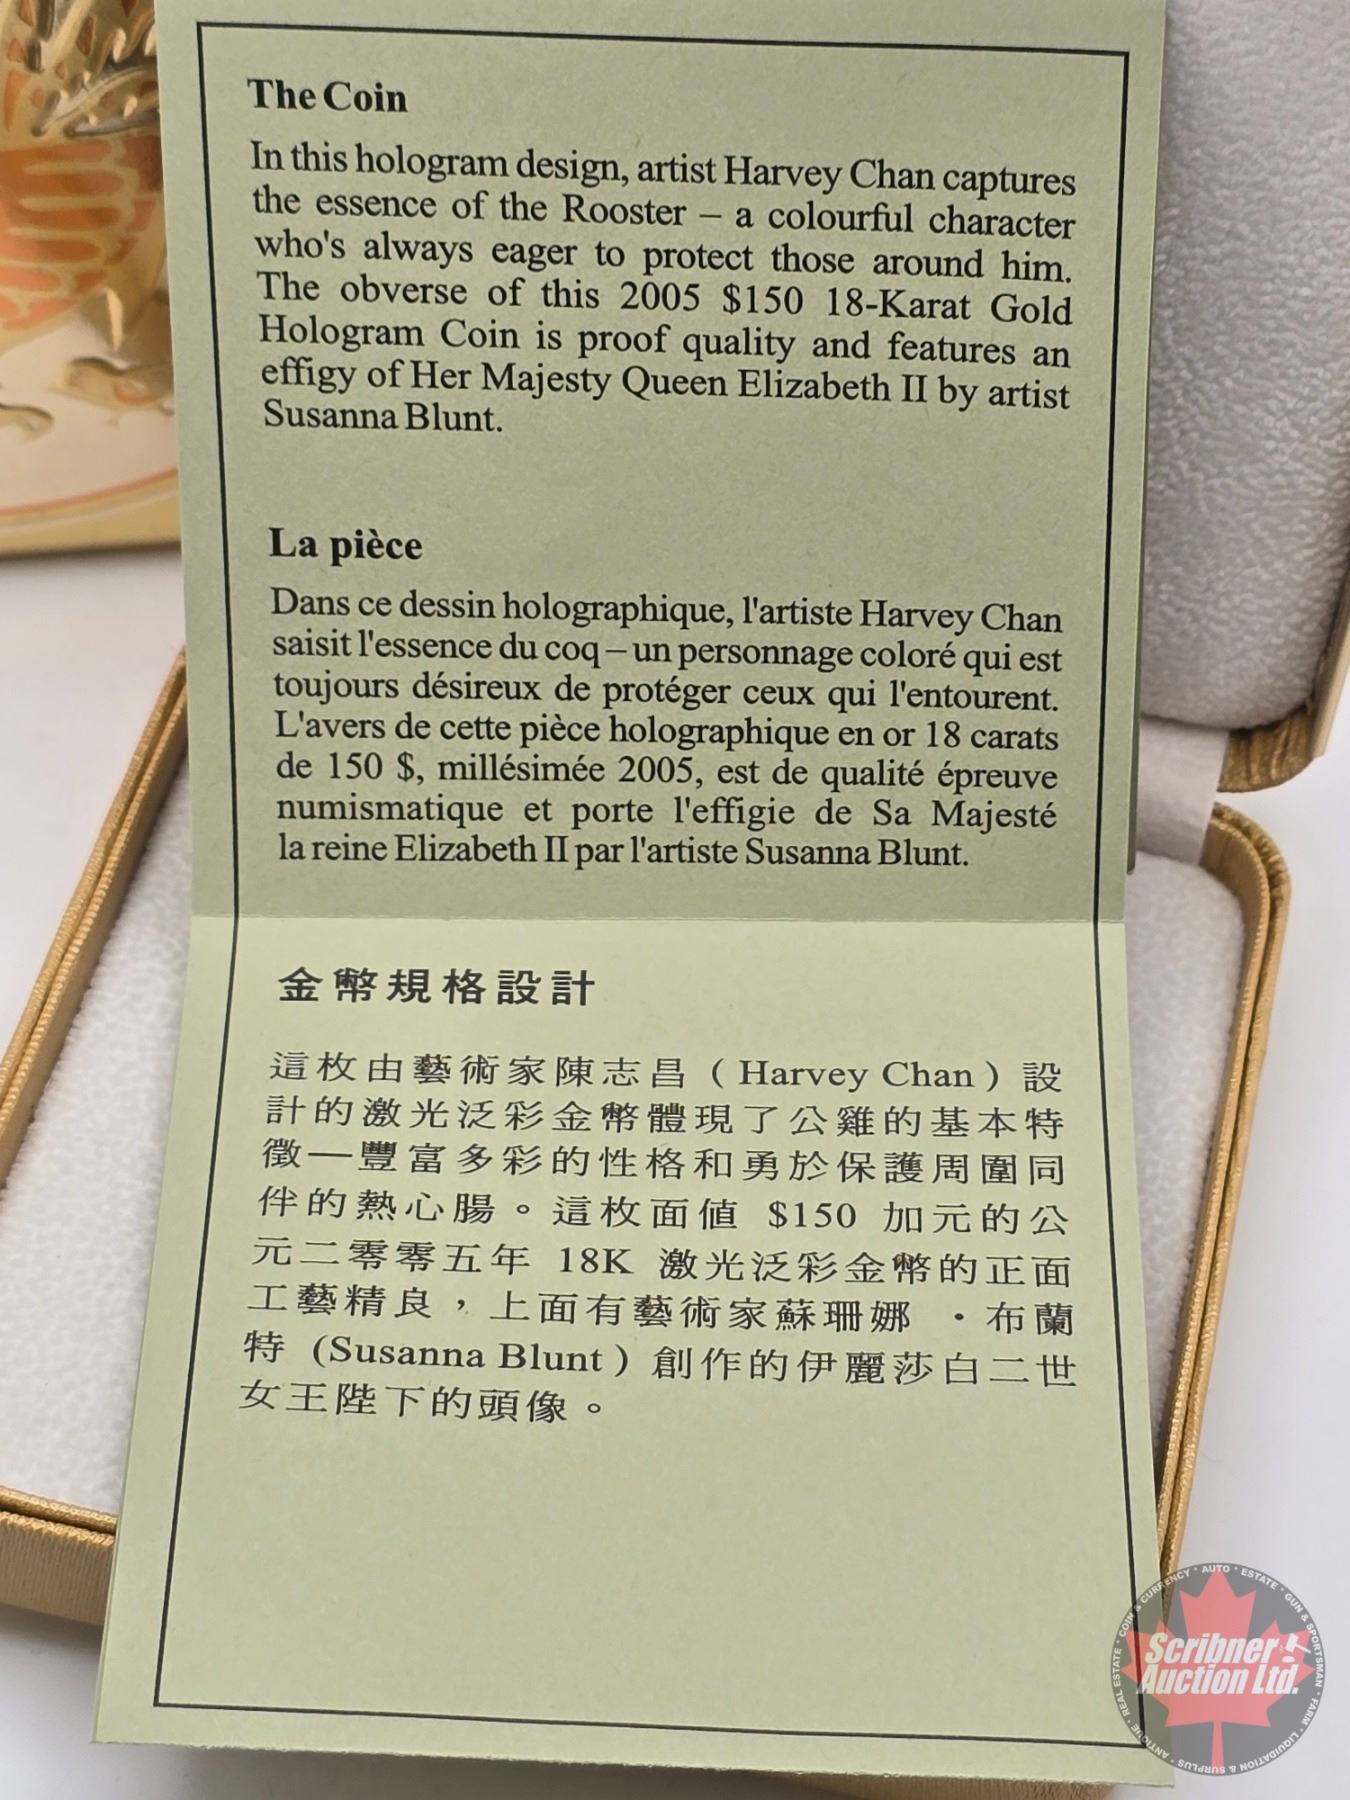 The Coin
In this hologram design, artist Harvey Chan captures
the essence of the Rooster – a colourful character
who's always eager to protect those around him.
The obverse of this 2005 $150 18-Karat Gold
Hologram Coin is proof quality and features an
effigy of Her Majesty Queen Elizabeth II by artist
Susanna Blunt.
La pièce
Dans ce dessin holographique, l'artiste Harvey Chan
saisit l'essence du coq – un personnage coloré qui est
toujours désireux de protéger ceux qui l'entourent.
L'avers de cette pièce holographique en or 18 carats
de 150 $, millésimée 2005, est de qualité épreuve
numismatique et porte l'effigie de Sa Majesté
la reine Elizabeth II par l'artiste Susanna Blunt.
金幣規格設計
這枚由藝術家陳志昌（Harvey Chan）設
計的激光泛彩金幣體現了公雞的基本特
徵—豐富多彩的性格和勇於保護周圍同
伴的熱心腸。這枚面值 $150 加元的公
元二零零五年 18K 激光泛彩金幣的正面
工藝精良，上面有藝術家蘇珊娜 ・布蘭
特 (Susanna Blunt）創作的伊麗莎白二世
女王陛下的頭像。
Scribner
Auction Ltd.
ANTIQUE • REAL ESTATE • COIN & CURRENCY • AUTO • ESTATE • GUN & SPORTSMAN • FARM • LIQUIDATION & SURPLUS •